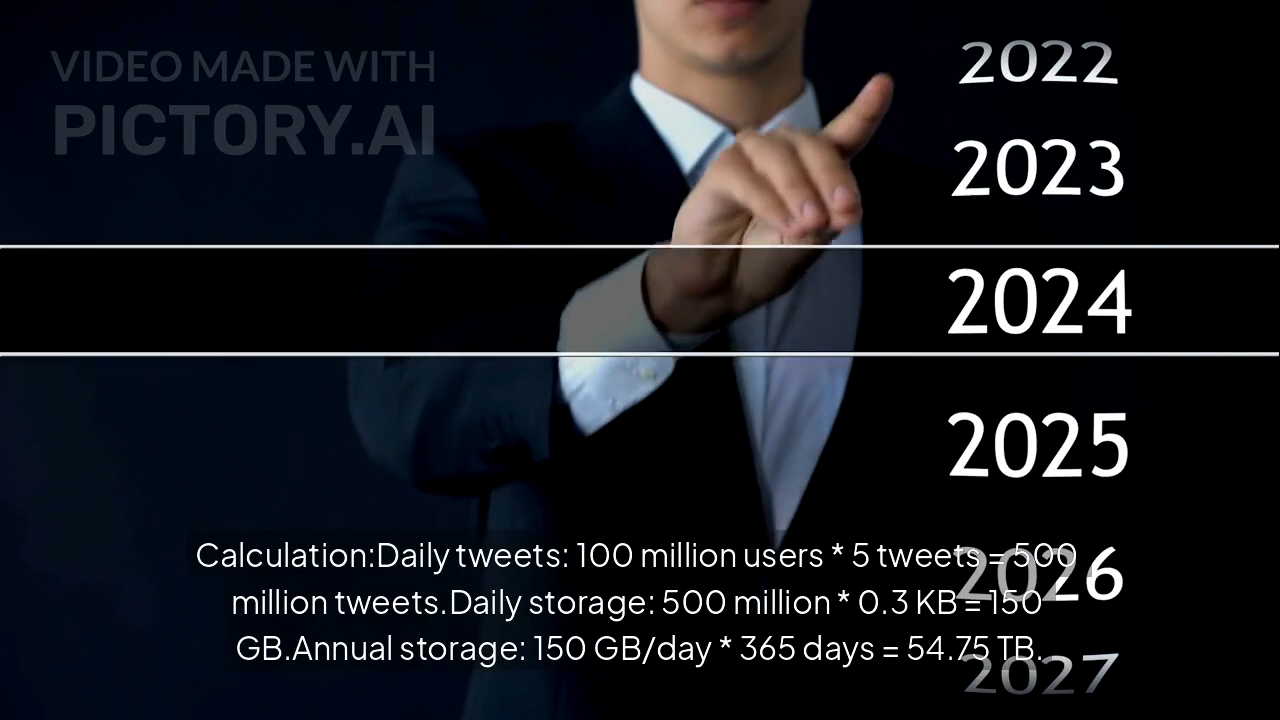 VIDEO MADE WITH
PICTORY.AI
2022
2023
2024
2025
2026
2027
Calculation:Daily tweets: 100 million users * 5 tweets = 500
million tweets.Daily storage: 500 million * 0.3 KB = 150
GB.Annual storage: 150 GB/day * 365 days = 54.75 TB.